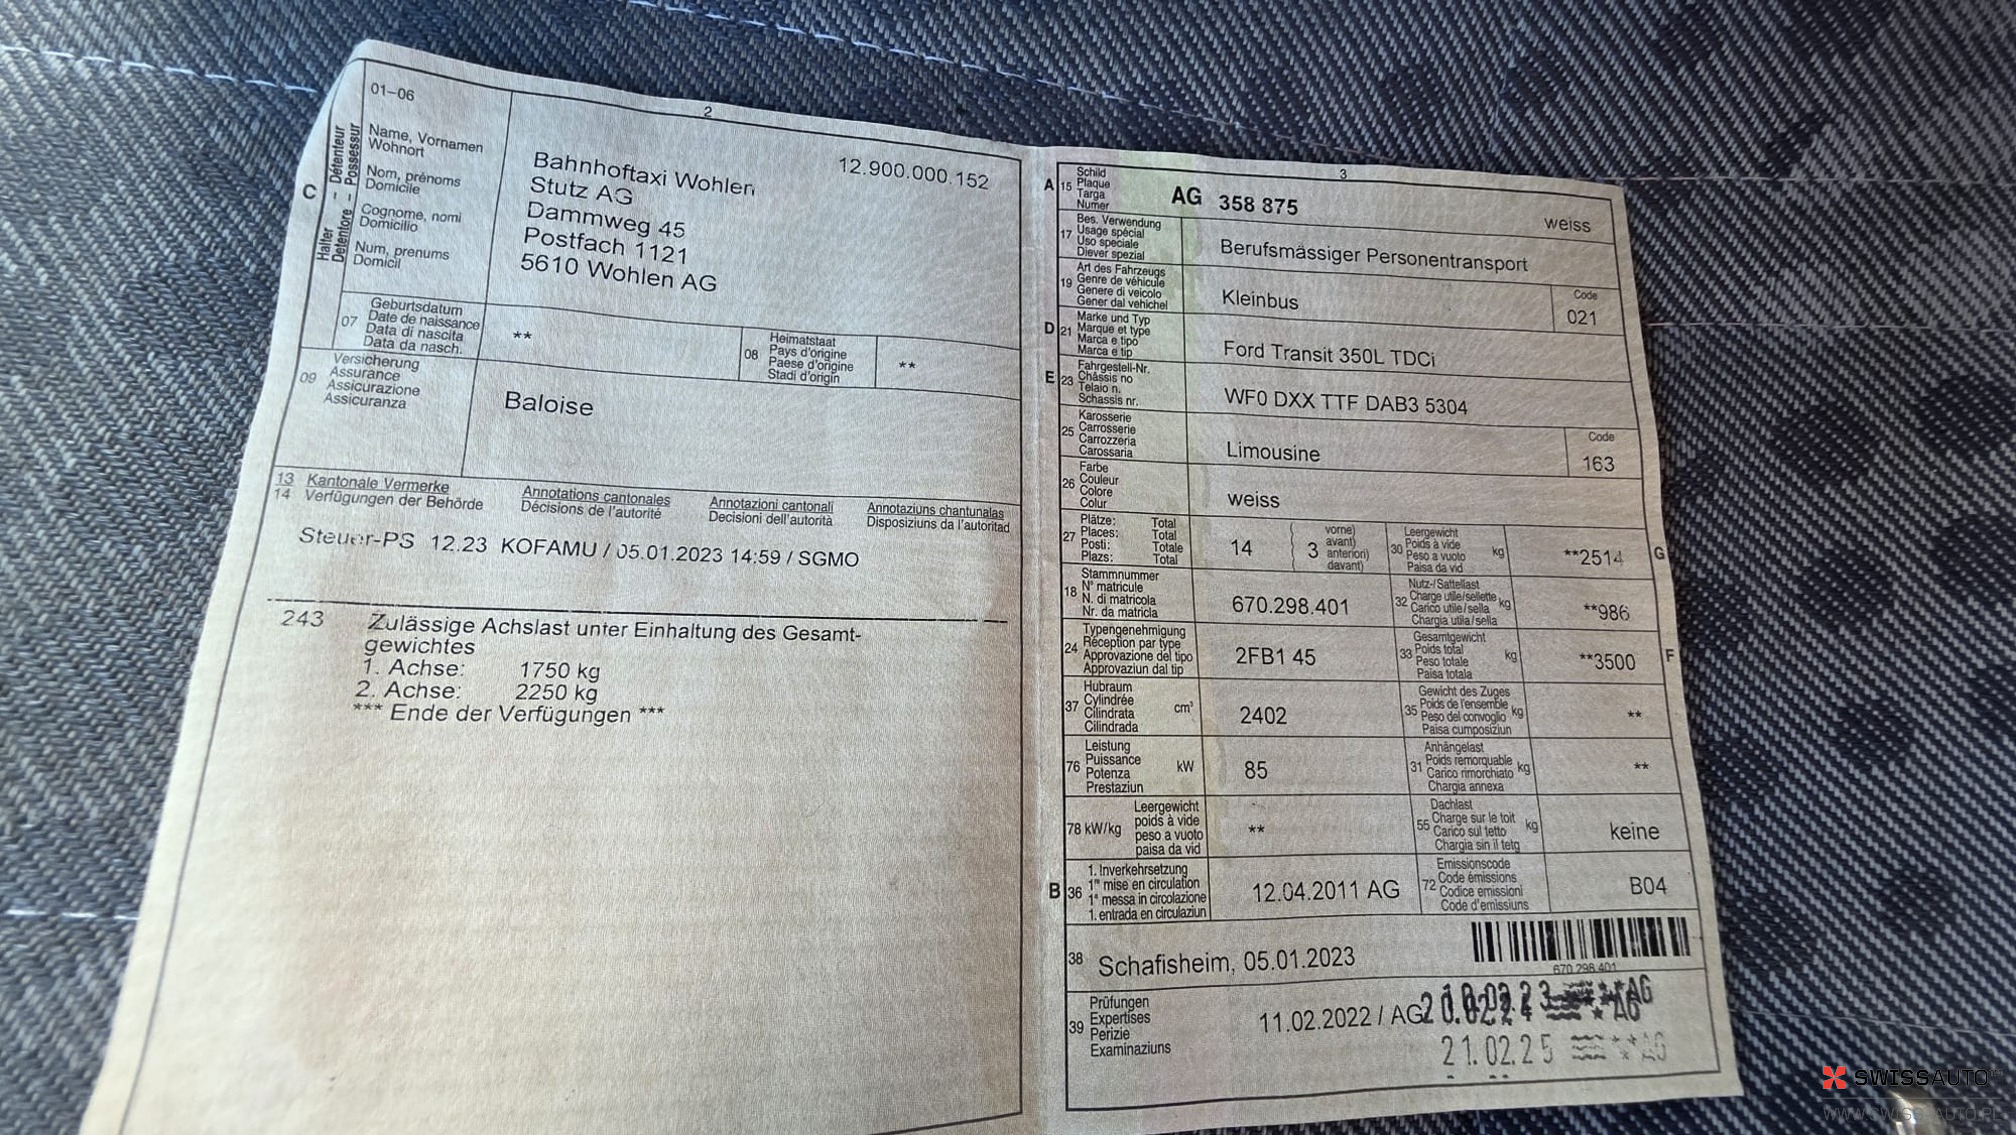 01-06
2
C
Halter – Détenteur
Detentore – Possessur
Name, Vornamen
Wohnort
Nom, prénoms
Domicile
Cognome, nomi
Domicilio
Num, prenums
Domicil
Bahnhoftaxi Wohlen
12.900.000.152
Stutz AG
Dammweg 45
Postfach 1121
5610 Wohlen AG
07
Geburtsdatum
Date de naissance
Data di nascita
Data da nasch.
**
08
Heimatstaat
Pays d'origine
Paese d'origine
Stadi d'origin
**
09
Versicherung
Assurance
Assicurazione
Assicuranza
Baloise
13 Kantonale Vermerke
14 Verfügungen der Behörde
Annotations cantonales
Décisions de l'autorité
Annotazioni cantonali
Decisioni dell'autorità
Annotaziuns chantunalas
Disposiziuns da l'autoritad
Steuer-PS 12.23 KOFAMU / 05.01.2023 14:59 / SGMO
243 Zulässige Achslast unter Einhaltung des Gesamt-
gewichtes
1. Achse: 1750 kg
2. Achse: 2250 kg
*** Ende der Verfügungen ***
3
A 15
Schild
Plaque
Targa
Numer
AG 358 875
weiss
17
Bes. Verwendung
Usage spécial
Uso speciale
Diever spezial
Berufsmässiger Personentransport
19
Art des Fahrzeugs
Genre de véhicule
Genere di veicolo
Gener dal vehichel
Kleinbus
Code
021
D 21
Marke und Typ
Marque et type
Marca e tipo
Marca e tip
Ford Transit 350L TDCi
E 23
Fahrgestell-Nr.
Châssis no
Telaio n.
Schassis nr.
WF0 DXX TTF DAB3 5304
25
Karosserie
Carrosserie
Carrozzeria
Carossaria
Limousine
Code
163
26
Farbe
Couleur
Colore
Colur
weiss
27
Plätze: Total
Places: Total
Posti: Totale
Plazs: Total
14
3
vorne)
avant)
anteriori)
davant)
30
Leergewicht
Poids à vide
Peso a vuoto
Paisa da vid
kg
**2514
G
18
Stammnummer
N° matricule
N. di matricola
Nr. da matricla
670.298.401
32
Nutz-/Sattellast
Charge utile/sellette
Carico utile/sella
Chargia utila/sella
kg
**986
24
Typengenehmigung
Réception par type
Approvazione del tipo
Approvaziun dal tip
2FB1 45
33
Gesamtgewicht
Poids total
Peso totale
Paisa totala
kg
**3500
F
37
Hubraum
Cylindrée
Cilindrata
Cilindrada
cm³
2402
35
Gewicht des Zuges
Poids de l'ensemble
Peso del convoglio
Paisa cumposiziun
kg
**
76
Leistung
Puissance
Potenza
Prestaziun
kW
85
31
Anhängelast
Poids remorquable
Carico rimorchiato
Chargia annexa
kg
**
78 kW/kg
Leergewicht
poids à vide
peso a vuoto
paisa da vid
**
55
Dachlast
Charge sur le toit
Carico sul tetto
Chargia sin il tetg
kg
keine
B 36
1. Inverkehrsetzung
1re mise en circulation
1a messa in circolazione
1. entrada en circulaziun
12.04.2011 AG
72
Emissionscode
Code émissions
Codice emissioni
Code d'emissiuns
B04
38
Schafisheim, 05.01.2023
670 298 401
39
Prüfungen
Expertises
Perizie
Examinaziuns
11.02.2022 / AG
21.02.25 ** AG
SWISSAUTO
WWW.SWISSAUTO.PL